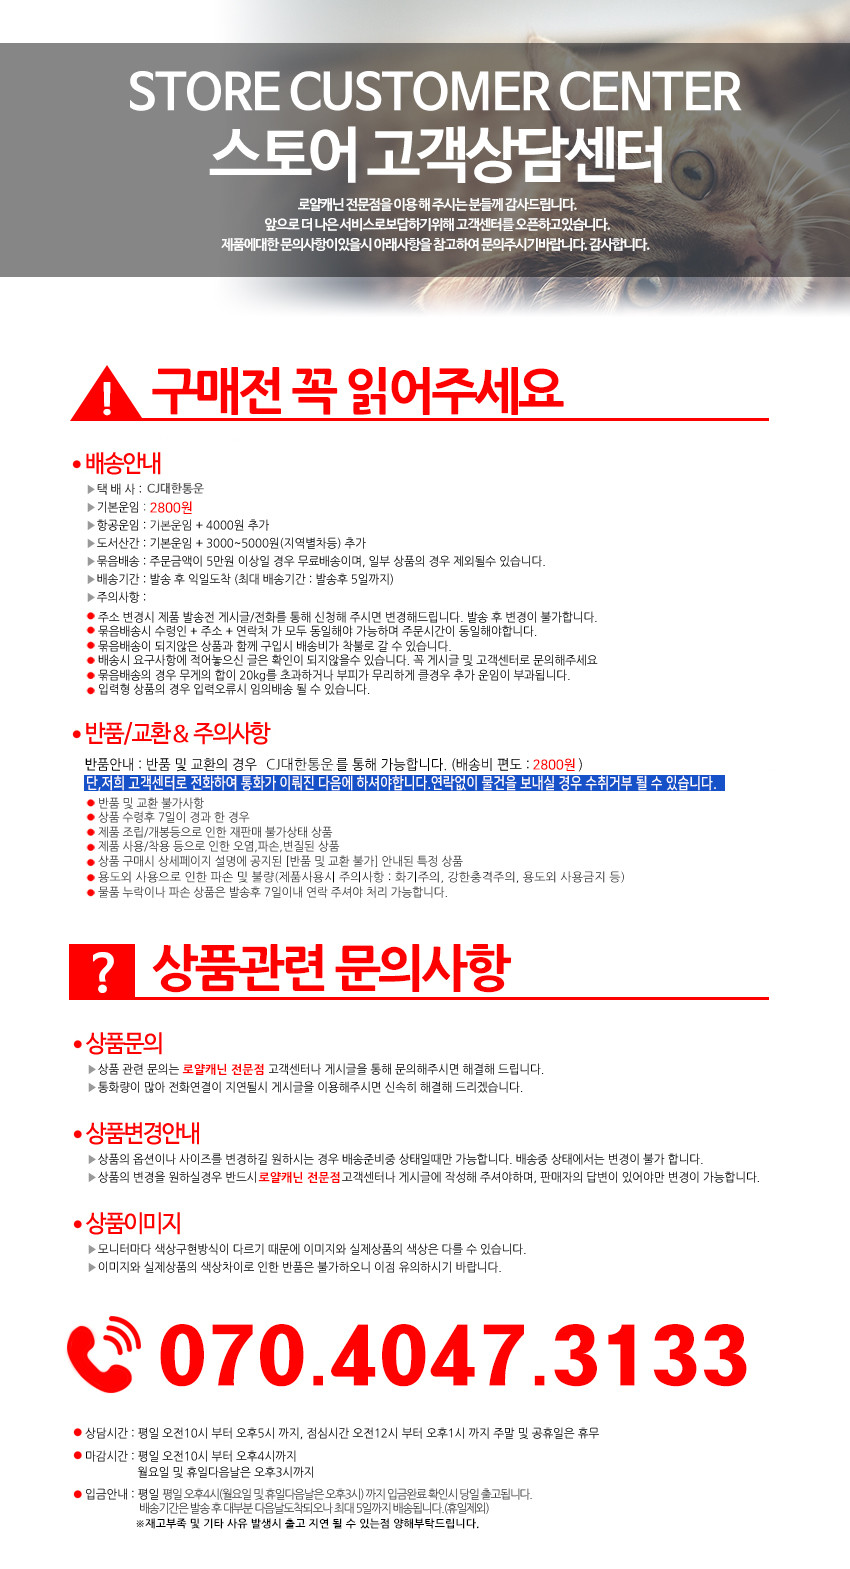 STORE CUSTOMER CENTER
스토어 고객상담센터
로얄캐닌 전문점을 이용 해 주시는 분들께 감사드립니다.
앞으로 더 나은 서비스로보답하기위해 고객센터를 오픈하고있습니다.
제품에대한 문의사항이있을시 아래사항을 참고하여 문의주시기바랍니다. 감사합니다.
! 구매전 꼭 읽어주세요
• 배송안내
▶택 배 사 : CJ대한통운
▶기본운임 : 2800원
▶항공운임 : 기본운임 + 4000원 추가
▶도서산간 : 기본운임 + 3000~5000원(지역별차등) 추가
▶묶음배송 : 주문금액이 5만원 이상일 경우 무료배송이며, 일부 상품의 경우 제외될수 있습니다.
▶배송기간 : 발송 후 익일도착 (최대 배송기간 : 발송후 5일까지)
▶주의사항 :
● 주소 변경시 제품 발송전 게시글/전화를 통해 신청해 주시면 변경해드립니다. 발송 후 변경이 불가합니다.
● 묶음배송시 수령인 + 주소 + 연락처 가 모두 동일해야 가능하며 주문시간이 동일해야합니다.
● 묶음배송이 되지않은 상품과 함께 구입시 배송비가 착불로 갈 수 있습니다.
● 배송시 요구사항에 적어놓으신 글은 확인이 되지않을수 있습니다. 꼭 게시글 및 고객센터로 문의해주세요
● 묶음배송의 경우 무게의 합이 20kg를 초과하거나 부피가 무리하게 클경우 추가 운임이 부과됩니다.
● 입력형 상품의 경우 입력오류시 임의배송 될 수 있습니다.
• 반품/교환 & 주의사항
반품안내 : 반품 및 교환의 경우 CJ대한통운 를 통해 가능합니다. (배송비 편도 : 2800원 )
단,저희 고객센터로 전화하여 통화가 이뤄진 다음에 하셔야합니다.연락없이 물건을 보내실 경우 수취거부 될 수 있습니다.
● 반품 및 교환 불가사항
● 상품 수령후 7일이 경과 한 경우
● 제품 조립/개봉등으로 인한 재판매 불가상태 상품
● 제품 사용/착용 등으로 인한 오염,파손,변질된 상품
● 상품 구매시 상세페이지 설명에 공지된 [반품 및 교환 불가] 안내된 특정 상품
● 용도외 사용으로 인한 파손 및 불량(제품사용시 주의사항 : 화기주의, 강한충격주의, 용도외 사용금지 등)
● 물품 누락이나 파손 상품은 발송후 7일이내 연락 주셔야 처리 가능합니다.
? 상품관련 문의사항
• 상품문의
▶상품 관련 문의는 로얄캐닌 전문점 고객센터나 게시글을 통해 문의해주시면 해결해 드립니다.
▶통화량이 많아 전화연결이 지연될시 게시글을 이용해주시면 신속히 해결해 드리겠습니다.
• 상품변경안내
▶상품의 옵션이나 사이즈를 변경하길 원하시는 경우 배송준비중 상태일때만 가능합니다. 배송중 상태에서는 변경이 불가 합니다.
▶상품의 변경을 원하실경우 반드시로얄캐닌 전문점고객센터나 게시글에 작성해 주셔야하며, 판매자의 답변이 있어야만 변경이 가능합니다.
• 상품이미지
▶모니터마다 색상구현방식이 다르기 때문에 이미지와 실제상품의 색상은 다를 수 있습니다.
▶이미지와 실제상품의 색상차이로 인한 반품은 불가하오니 이점 유의하시기 바랍니다.
070.4047.3133
● 상담시간 : 평일 오전10시 부터 오후5시 까지, 점심시간 오전12시 부터 오후1시 까지 주말 및 공휴일은 휴무
● 마감시간 : 평일 오전10시 부터 오후4시까지
월요일 및 휴일다음날은 오후3시까지
● 입금안내 : 평일 평일 오후4시(월요일 및 휴일다음날은 오후3시) 까지 입금완료 확인시 당일 출고됩니다.
배송기간은 발송 후 대부분 다음날도착되오나 최대 5일까지 배송됩니다.(휴일제외)
※재고부족 및 기타 사유 발생시 출고 지연 될 수 있는점 양해부탁드립니다.